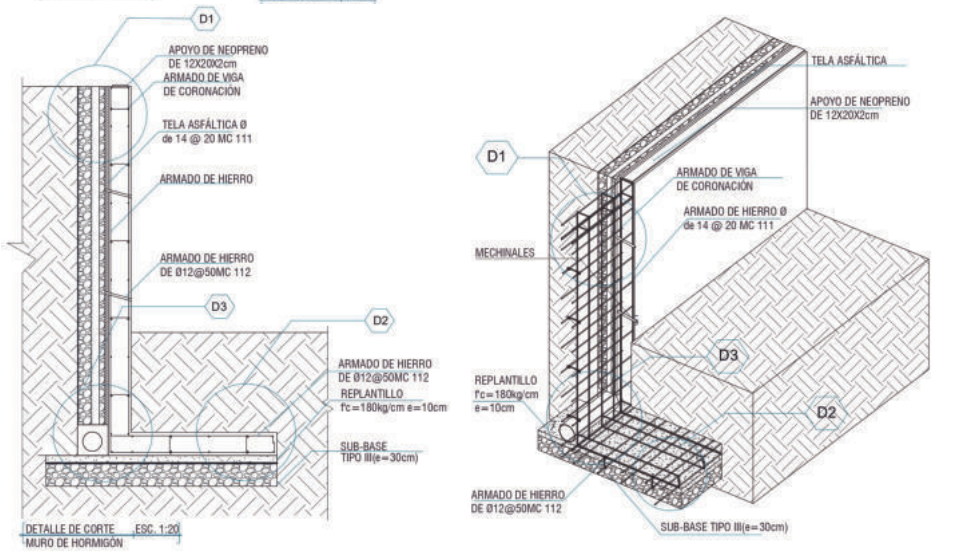 D1
APOYO DE NEOPRENO
DE 12X20X2cm
ARMADO DE VIGA
DE CORONACIÓN
TELA ASFÁLTICA Ø
de 14 @ 20 MC 111
ARMADO DE HIERRO
ARMADO DE HIERRO
DE Ø12@50MC 112
D3
D2
ARMADO DE HIERRO
DE Ø12@50MC 112
REPLANTILLO
f'c=180kg/cm e=10cm
SUB-BASE
TIPO III(e=30cm)
DETALLE DE CORTE ESC. 1:20
MURO DE HORMIGÓN
TELA ASFÁLTICA
APOYO DE NEOPRENO
DE 12X20X2cm
D1
ARMADO DE VIGA
DE CORONACIÓN
ARMADO DE HIERRO Ø
de 14 @ 20 MC 111
MECHINALES
D3
REPLANTILLO
f'c=180kg/cm
e=10cm
D2
ARMADO DE HIERRO
DE Ø12@50MC 112
SUB-BASE TIPO III(e=30cm)